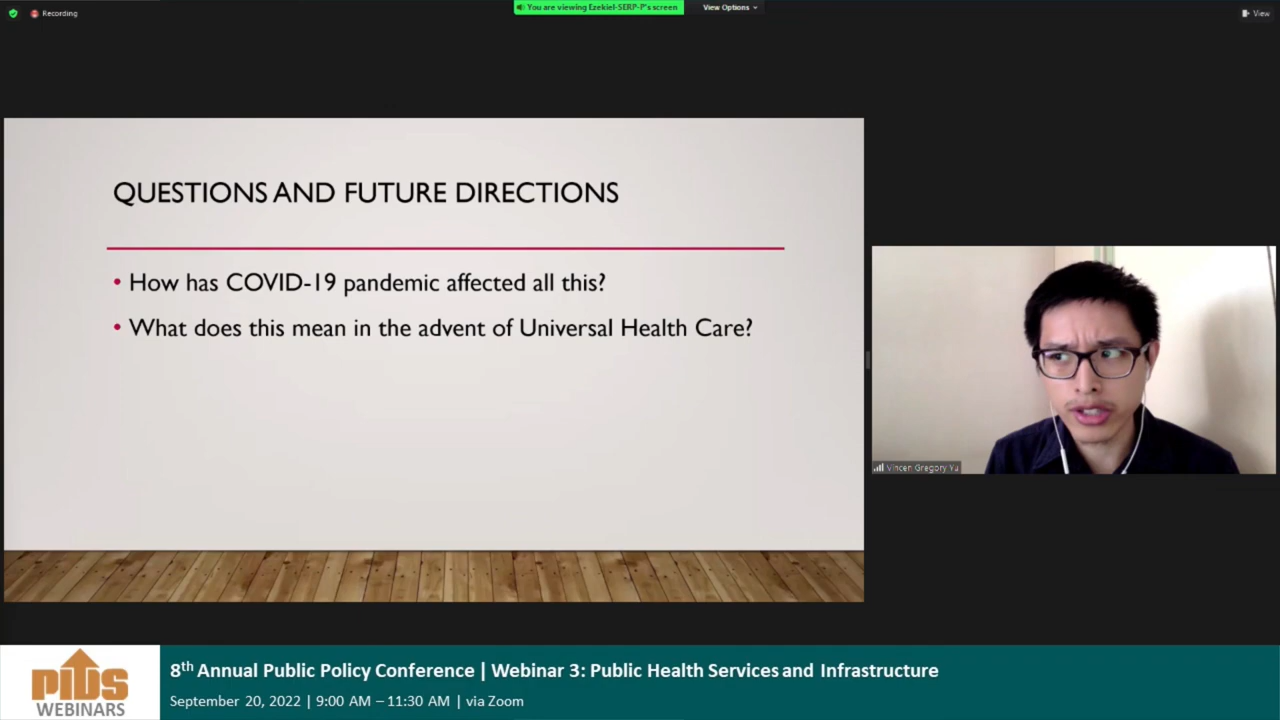 Recording
You are viewing Ezekiel-SERP-P's screen
View Options
View
QUESTIONS AND FUTURE DIRECTIONS
• How has COVID-19 pandemic affected all this?
• What does this mean in the advent of Universal Health Care?
Vincen Gregory Yu
PIDS
WEBINARS
8th Annual Public Policy Conference | Webinar 3: Public Health Services and Infrastructure
September 20, 2022 | 9:00 AM – 11:30 AM | via Zoom